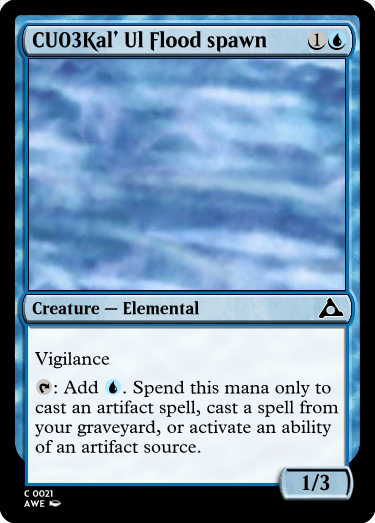 CU03Kal' Ul Flood spawn 1
Creature — Elemental
Vigilance
: Add . Spend this mana only to
cast an artifact spell, cast a spell from
your graveyard, or activate an ability
of an artifact source.
1/3
C 0021
AWE